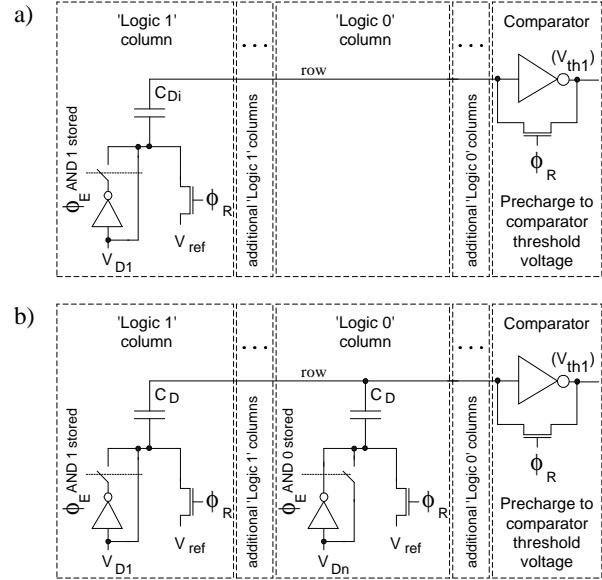 a)
'Logic 1' column
. . .
'Logic 0' column
. . .
Comparator
row
(V_th1)
C_Di
ϕ_E AND 1 stored
ϕ_R
V_ref
V_D1
additional 'Logic 1' columns
additional 'Logic 0' columns
ϕ_R
Precharge to
comparator
threshold
voltage
b)
'Logic 1' column
. . .
'Logic 0' column
. . .
Comparator
row
(V_th1)
C_D
C_D
ϕ_E AND 1 stored
ϕ_R
V_ref
V_D1
additional 'Logic 1' columns
ϕ_E AND 0 stored
ϕ_R
V_ref
V_Dn
additional 'Logic 0' columns
ϕ_R
Precharge to
comparator
threshold
voltage